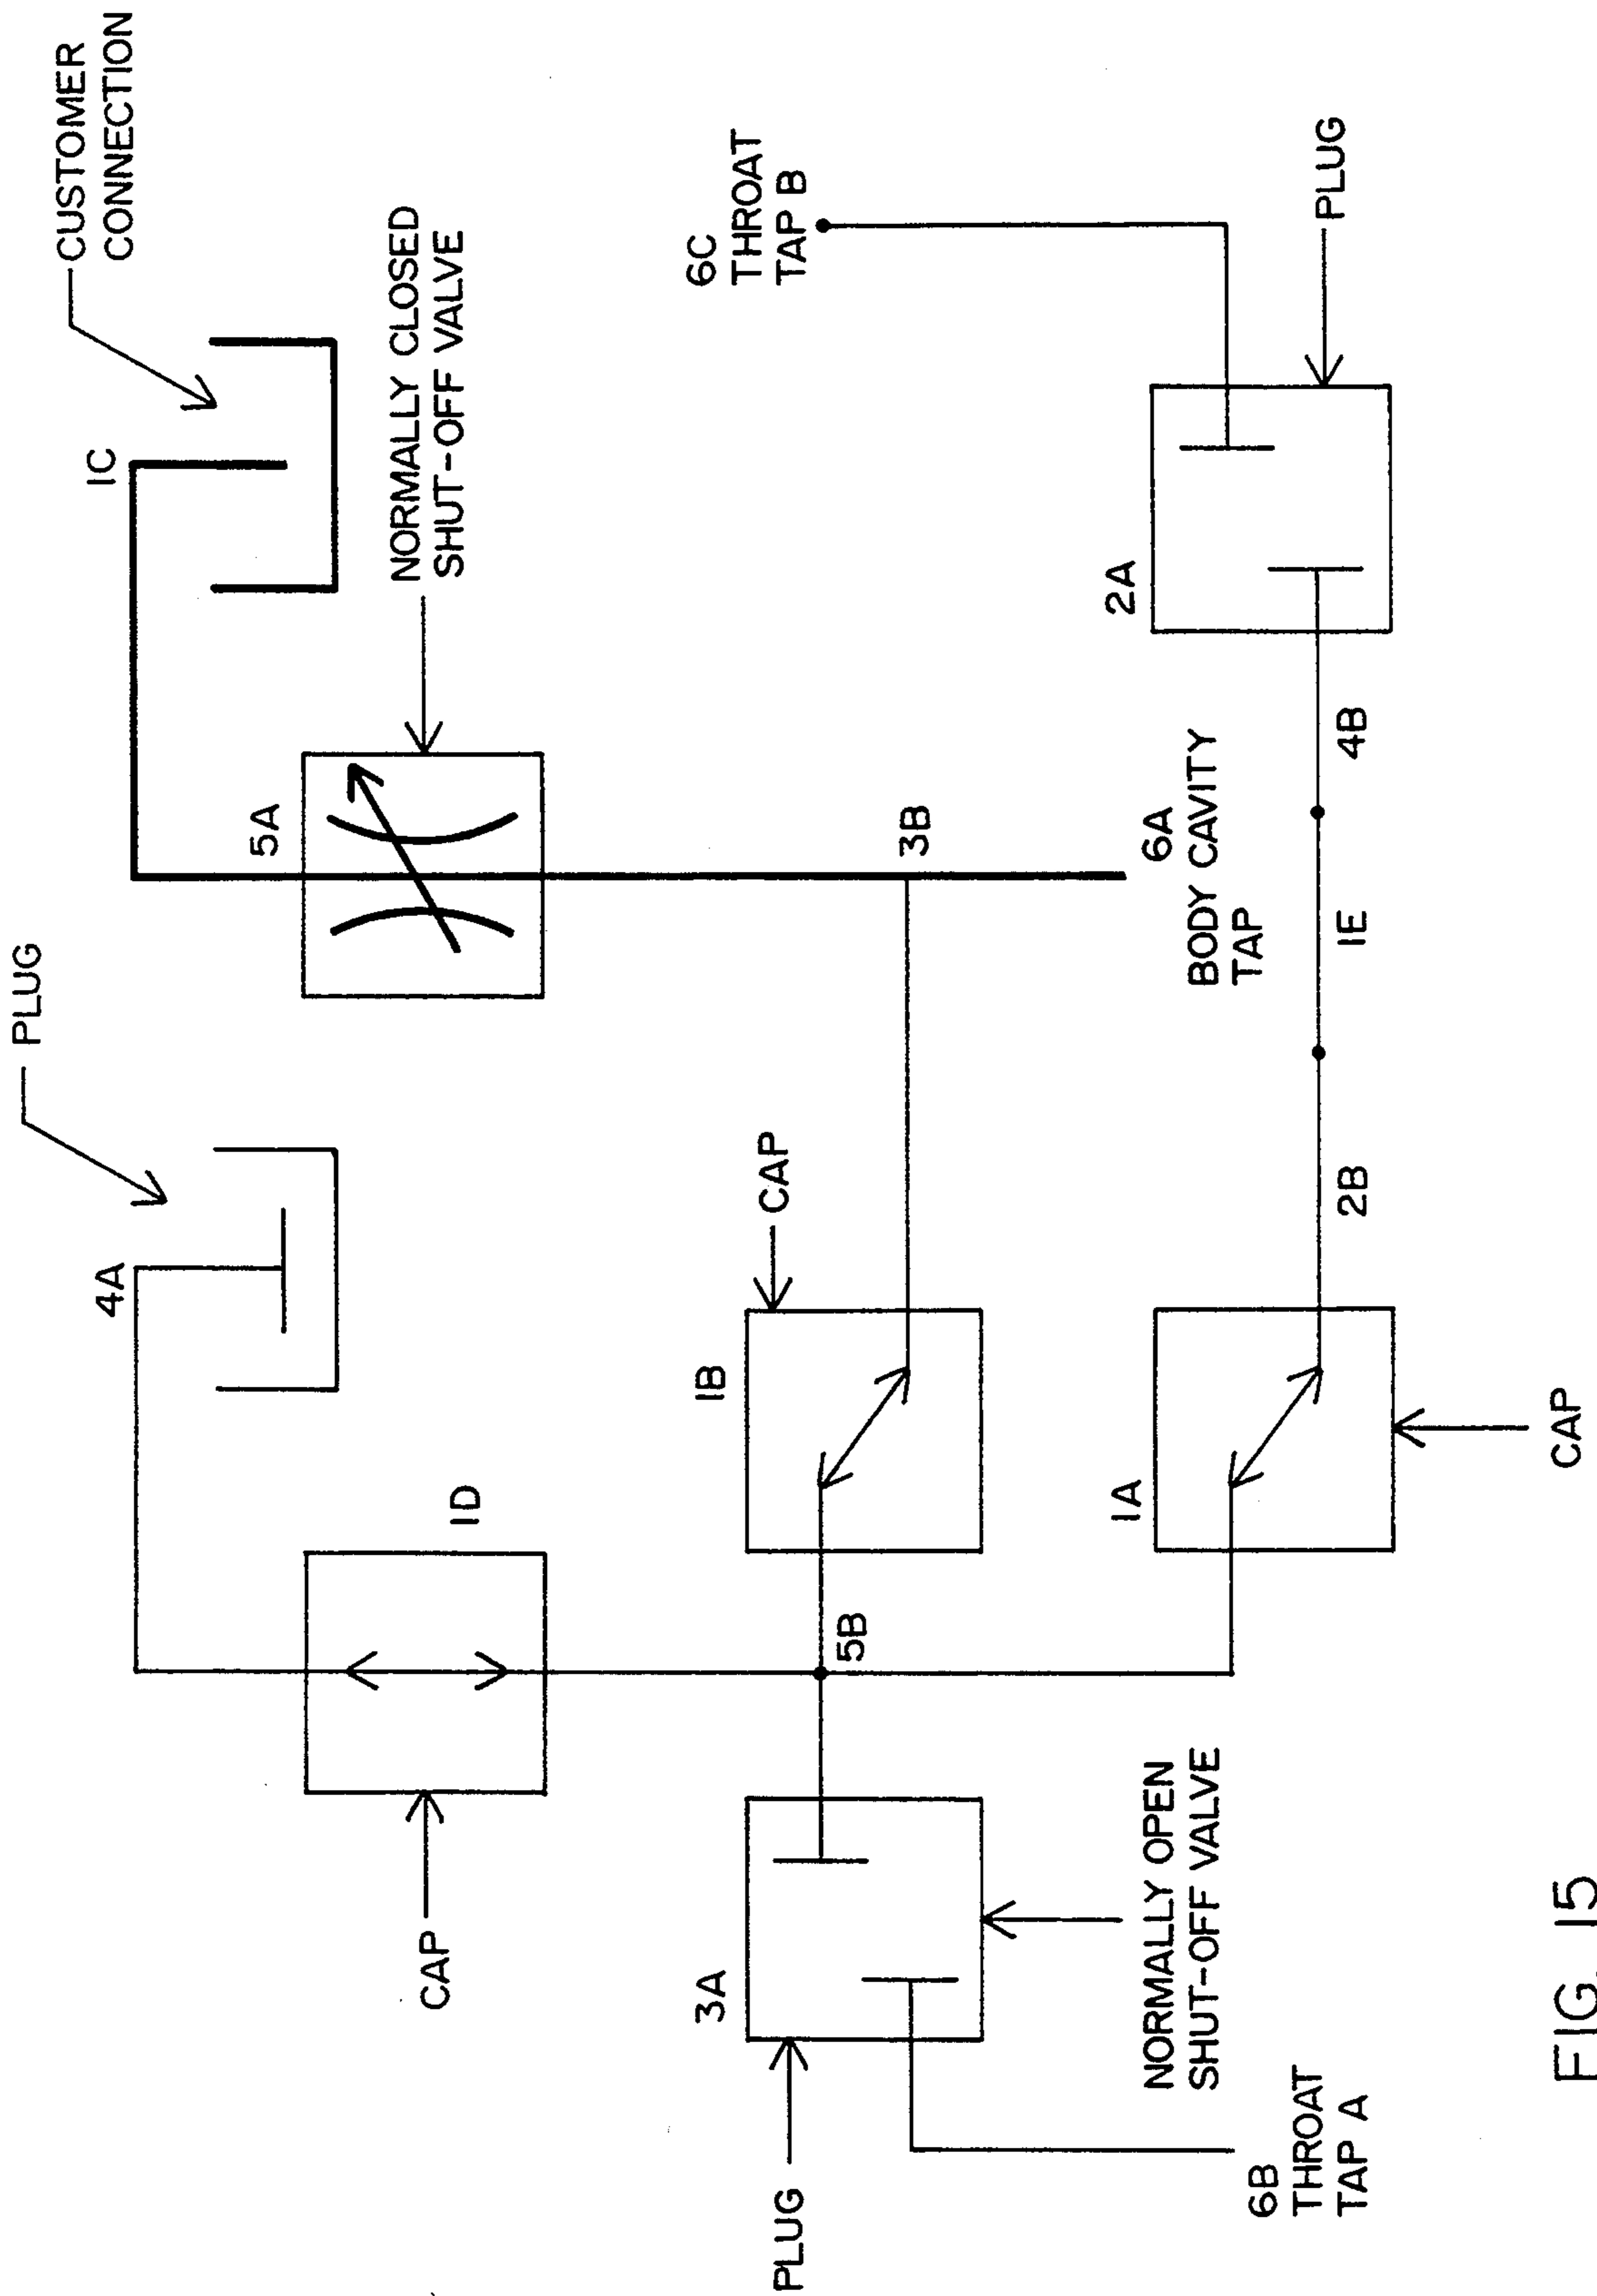 PLUG
CUSTOMER
CONNECTION
4A
1C
CAP
1D
5A
NORMALLY CLOSED
SHUT-OFF VALVE
PLUG
3A
5B
1B
CAP
3B
6C
THROAT
TAP B
NORMALLY OPEN
SHUT-OFF VALVE
6B
THROAT
TAP A
1A
CAP
2B
6A
BODY CAVITY
TAP
1E
4B
2A
PLUG
FIG. 15